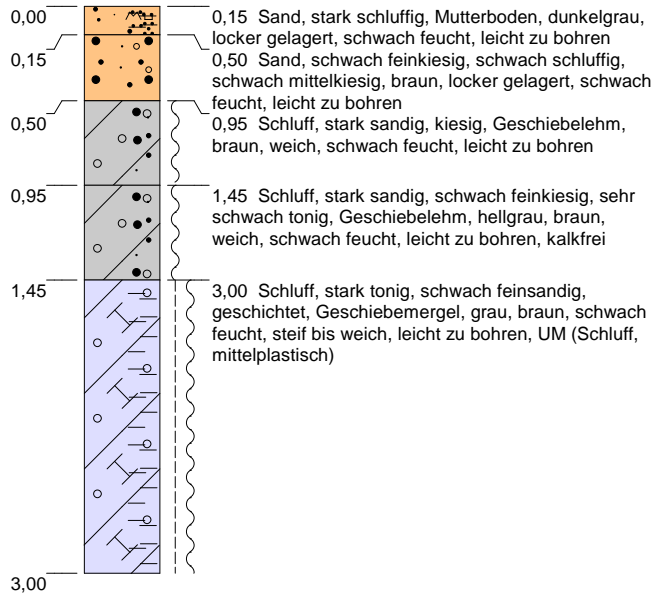 0,00
0,15 Sand, stark schluffig, Mutterboden, dunkelgrau,
locker gelagert, schwach feucht, leicht zu bohren
0,15
0,50 Sand, schwach feinkiesig, schwach schluffig,
schwach mittelkiesig, braun, locker gelagert, schwach
feucht, leicht zu bohren
0,50
0,95 Schluff, stark sandig, kiesig, Geschiebelehm,
braun, weich, schwach feucht, leicht zu bohren
0,95
1,45 Schluff, stark sandig, schwach feinkiesig, sehr
schwach tonig, Geschiebelehm, hellgrau, braun,
weich, schwach feucht, leicht zu bohren, kalkfrei
1,45
3,00 Schluff, stark tonig, schwach feinsandig,
geschichtet, Geschiebemergel, grau, braun, schwach
feucht, steif bis weich, leicht zu bohren, UM (Schluff,
mittelplastisch)
3,00